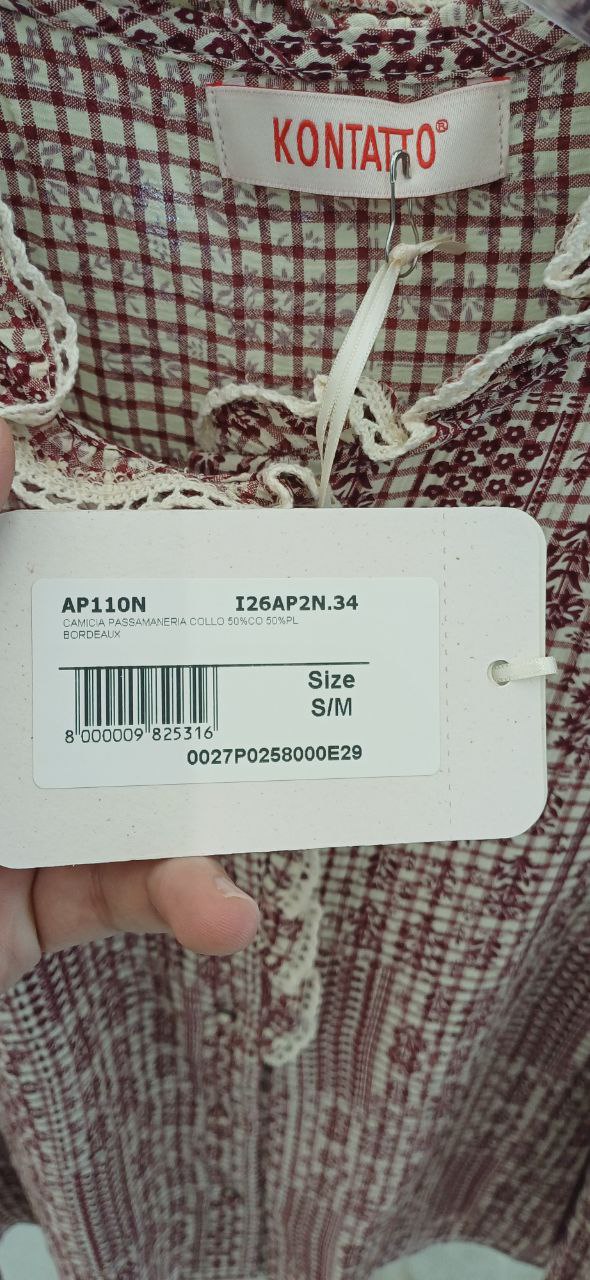 KONTATTO®
AP110N I26AP2N.34
CAMICIA PASSAMANERIA COLLO 50%CO 50%PL
BORDEAUX
Size
S/M
8 000009 825316
0027P0258000E29